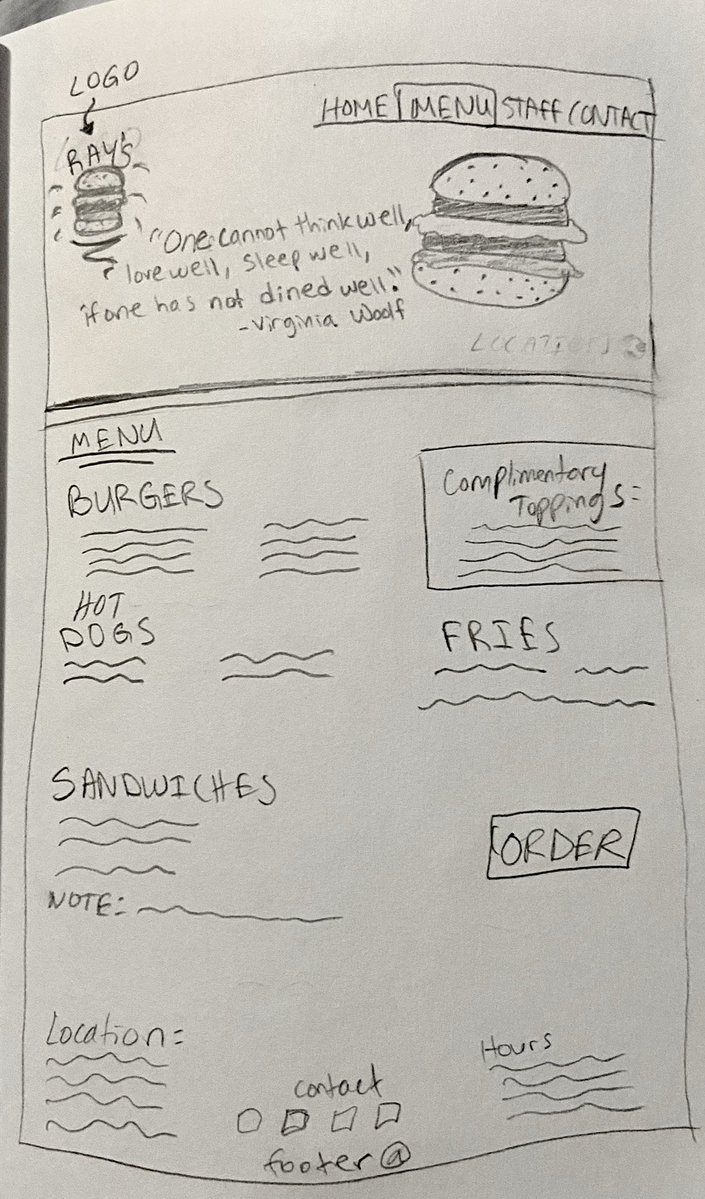 LOGO
HOME MENU STAFF CONTACT
RAY'S
"One cannot think well,
love well, sleep well,
if one has not dined well."
-Virginia Woolf
LOCATION
MENU
BURGERS
Complimentory
Toppings:
HOT
DOGS
FRIES
SANDWICHES
ORDER
NOTE:
Location:
Hours
contact
footer @